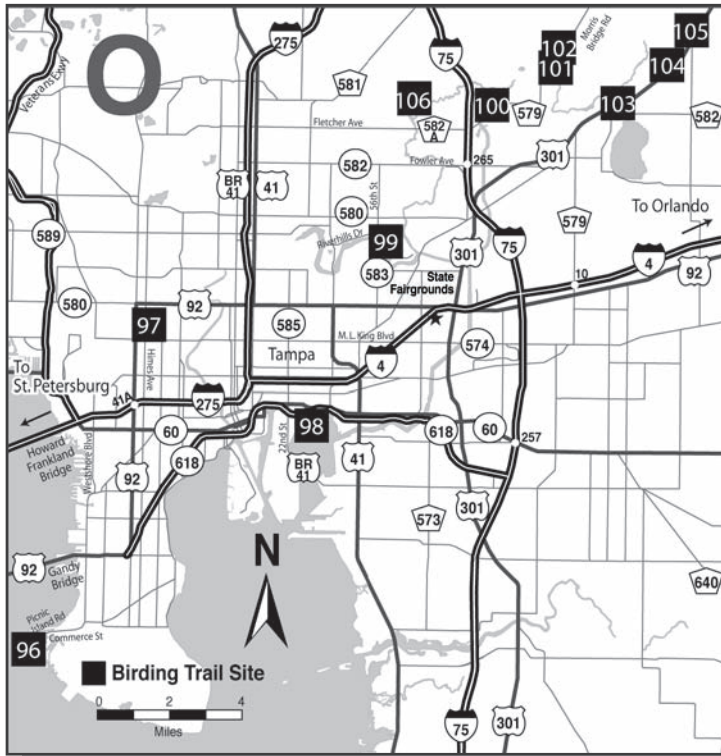 275
75
Morris
Bridge Rd
105
102
101
104
O
Veterans Exwy
581
106
100
579
103
582
A
582
Fletcher Ave
582
Fowler Ave
265
301
BR
41
41
56th St
580
579
To Orlando
589
Riverhills Dr
99
301
75
583
State
Fairgrounds
10
4
92
580
92
97
585
M. L. King Blvd
574
Himes Ave
Tampa
4
To
St. Petersburg
41A
275
60
98
618
60
257
Howard
Frankland
Bridge
Westshore Blvd
618
22nd St
BR
41
41
92
301
573
N
92
Gandy
Bridge
640
Picnic
Island Rd
Commerce St
96
Birding Trail Site
0 2 4
Miles
75
301